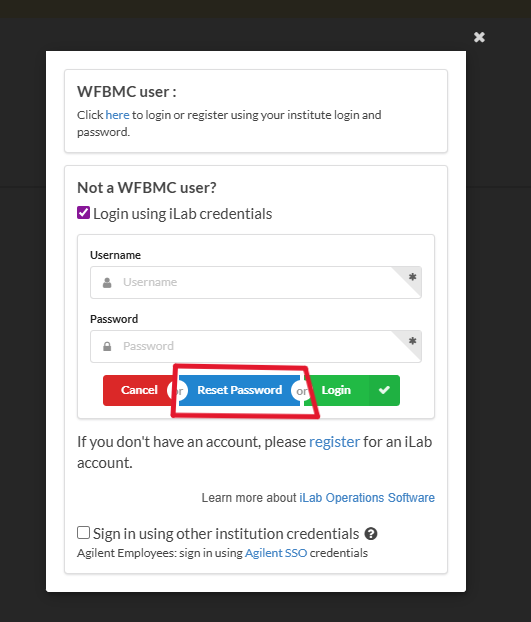 WFBMC user :
Click here to login or register using your institute login and
password.
Not a WFBMC user?
Login using iLab credentials
Username
Username
Password
Password
Cancel or Reset Password or Login
If you don't have an account, please register for an iLab
account.
Learn more about iLab Operations Software
Sign in using other institution credentials
Agilent Employees: sign in using Agilent SSO credentials